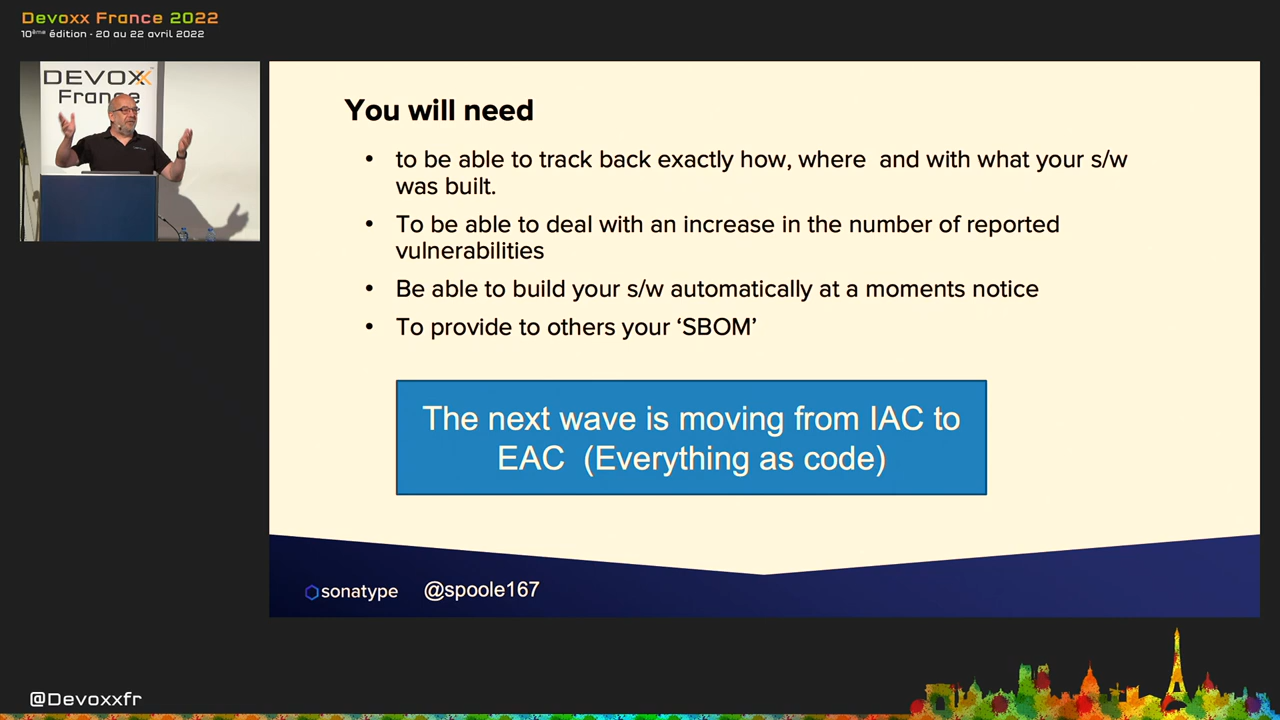 Devoxx France 2022
10ème édition - 20 au 22 avril 2022
DEVOXX
France
You will need
• to be able to track back exactly how, where and with what your s/w
was built.
• To be able to deal with an increase in the number of reported
vulnerabilities
• Be able to build your s/w automatically at a moments notice
• To provide to others your ‘SBOM’
The next wave is moving from IAC to
EAC (Everything as code)
sonatype @spoole167
@Devoxxfr